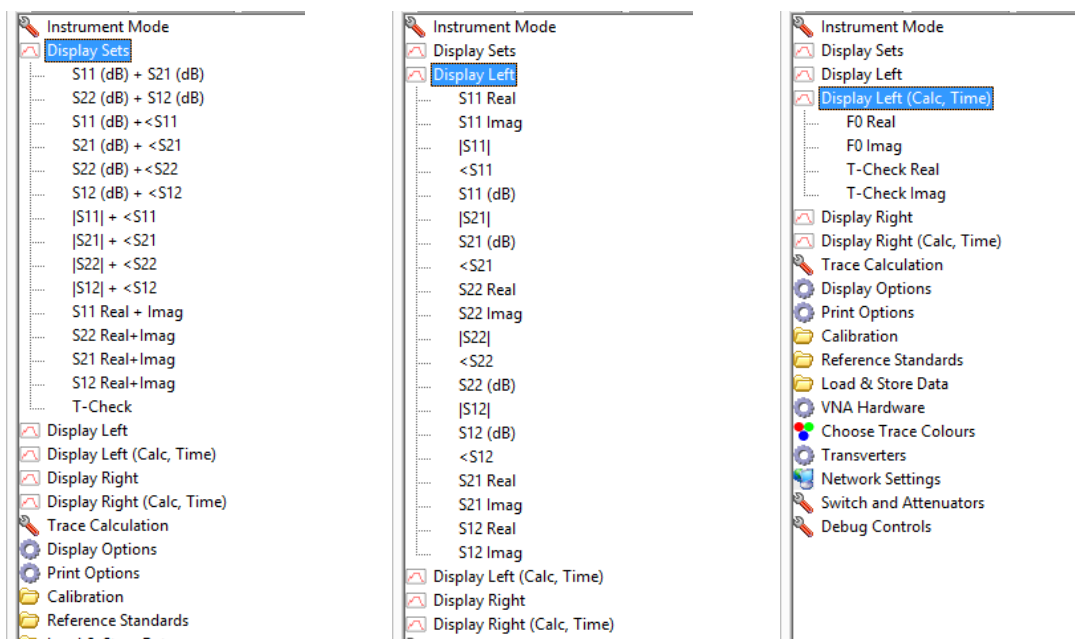 Instrument Mode
Display Sets
S11 (dB) + S21 (dB)
S22 (dB) + S12 (dB)
S11 (dB) +<S11
S21 (dB) + <S21
S22 (dB) +<S22
S12 (dB) + <S12
|S11| + <S11
|S21| + <S21
|S22| + <S22
|S12| + <S12
S11 Real + Imag
S22 Real+Imag
S21 Real+Imag
S12 Real+Imag
T-Check
Display Left
Display Left (Calc, Time)
Display Right
Display Right (Calc, Time)
Trace Calculation
Display Options
Print Options
Calibration
Reference Standards
Instrument Mode
Display Sets
Display Left
S11 Real
S11 Imag
|S11|
<S11
S11 (dB)
|S21|
S21 (dB)
<S21
S22 Real
S22 Imag
|S22|
<S22
S22 (dB)
|S12|
S12 (dB)
<S12
S21 Real
S21 Imag
S12 Real
S12 Imag
Display Left (Calc, Time)
Display Right
Display Right (Calc, Time)
Instrument Mode
Display Sets
Display Left
Display Left (Calc, Time)
F0 Real
F0 Imag
T-Check Real
T-Check Imag
Display Right
Display Right (Calc, Time)
Trace Calculation
Display Options
Print Options
Calibration
Reference Standards
Load & Store Data
VNA Hardware
Choose Trace Colours
Transverters
Network Settings
Switch and Attenuators
Debug Controls